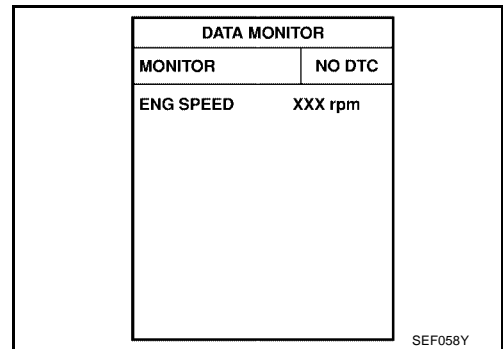 DATA MONITOR
MONITOR NO DTC
ENG SPEED XXX rpm
SEF058Y